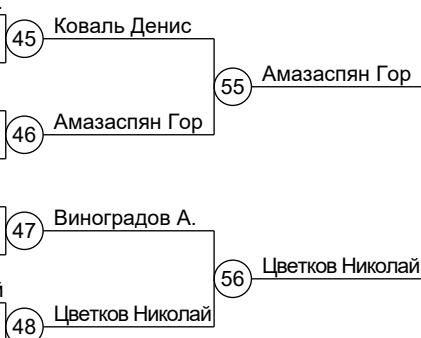 45 Коваль Денис
55 Амазаспян Гор
46 Амазаспян Гор
47 Виноградов А.
56 Цветков Николай
й
48 Цветков Николай